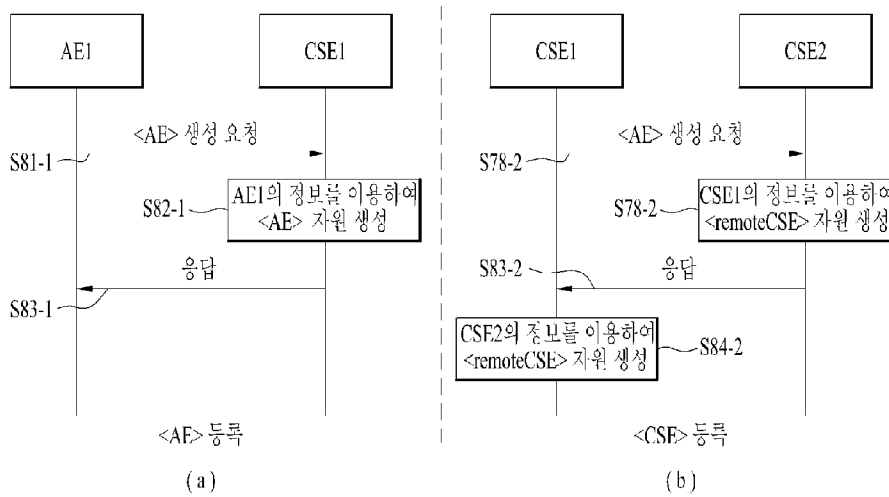 AE1
CSE1
<AE> 생성 요청
S81-1
AE1의 정보를 이용하여
<AE> 자원 생성
S82-1
응답
S83-1
<AE> 등록
(a)
CSE1
CSE2
<AE> 생성 요청
S78-2
CSE1의 정보를 이용하여
<remoteCSE> 자원 생성
S78-2
S83-2
응답
CSE2의 정보를 이용하여
<remoteCSE> 자원 생성
S84-2
<CSE> 등록
(b)